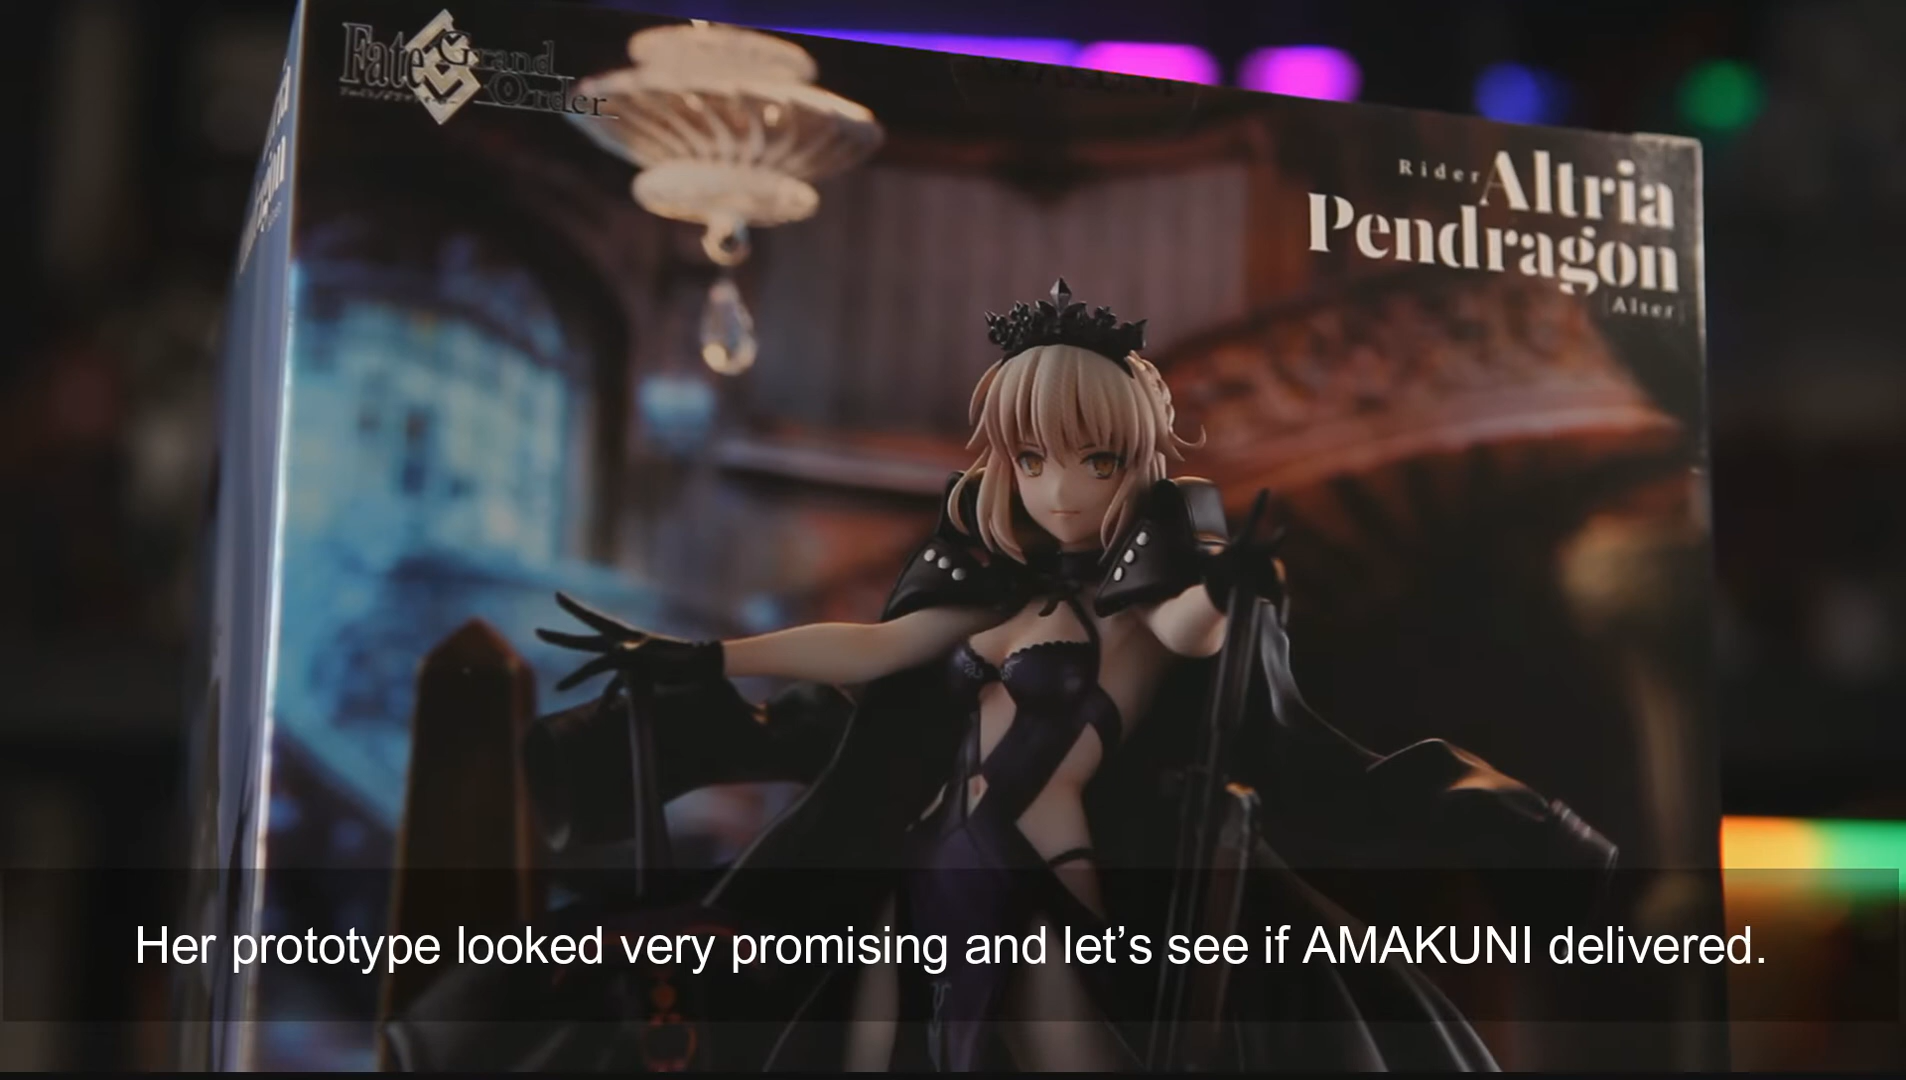 Fate Grand
Order
Rider Altria
Pendragon
[Alter]
Her prototype looked very promising and let’s see if AMAKUNI delivered.